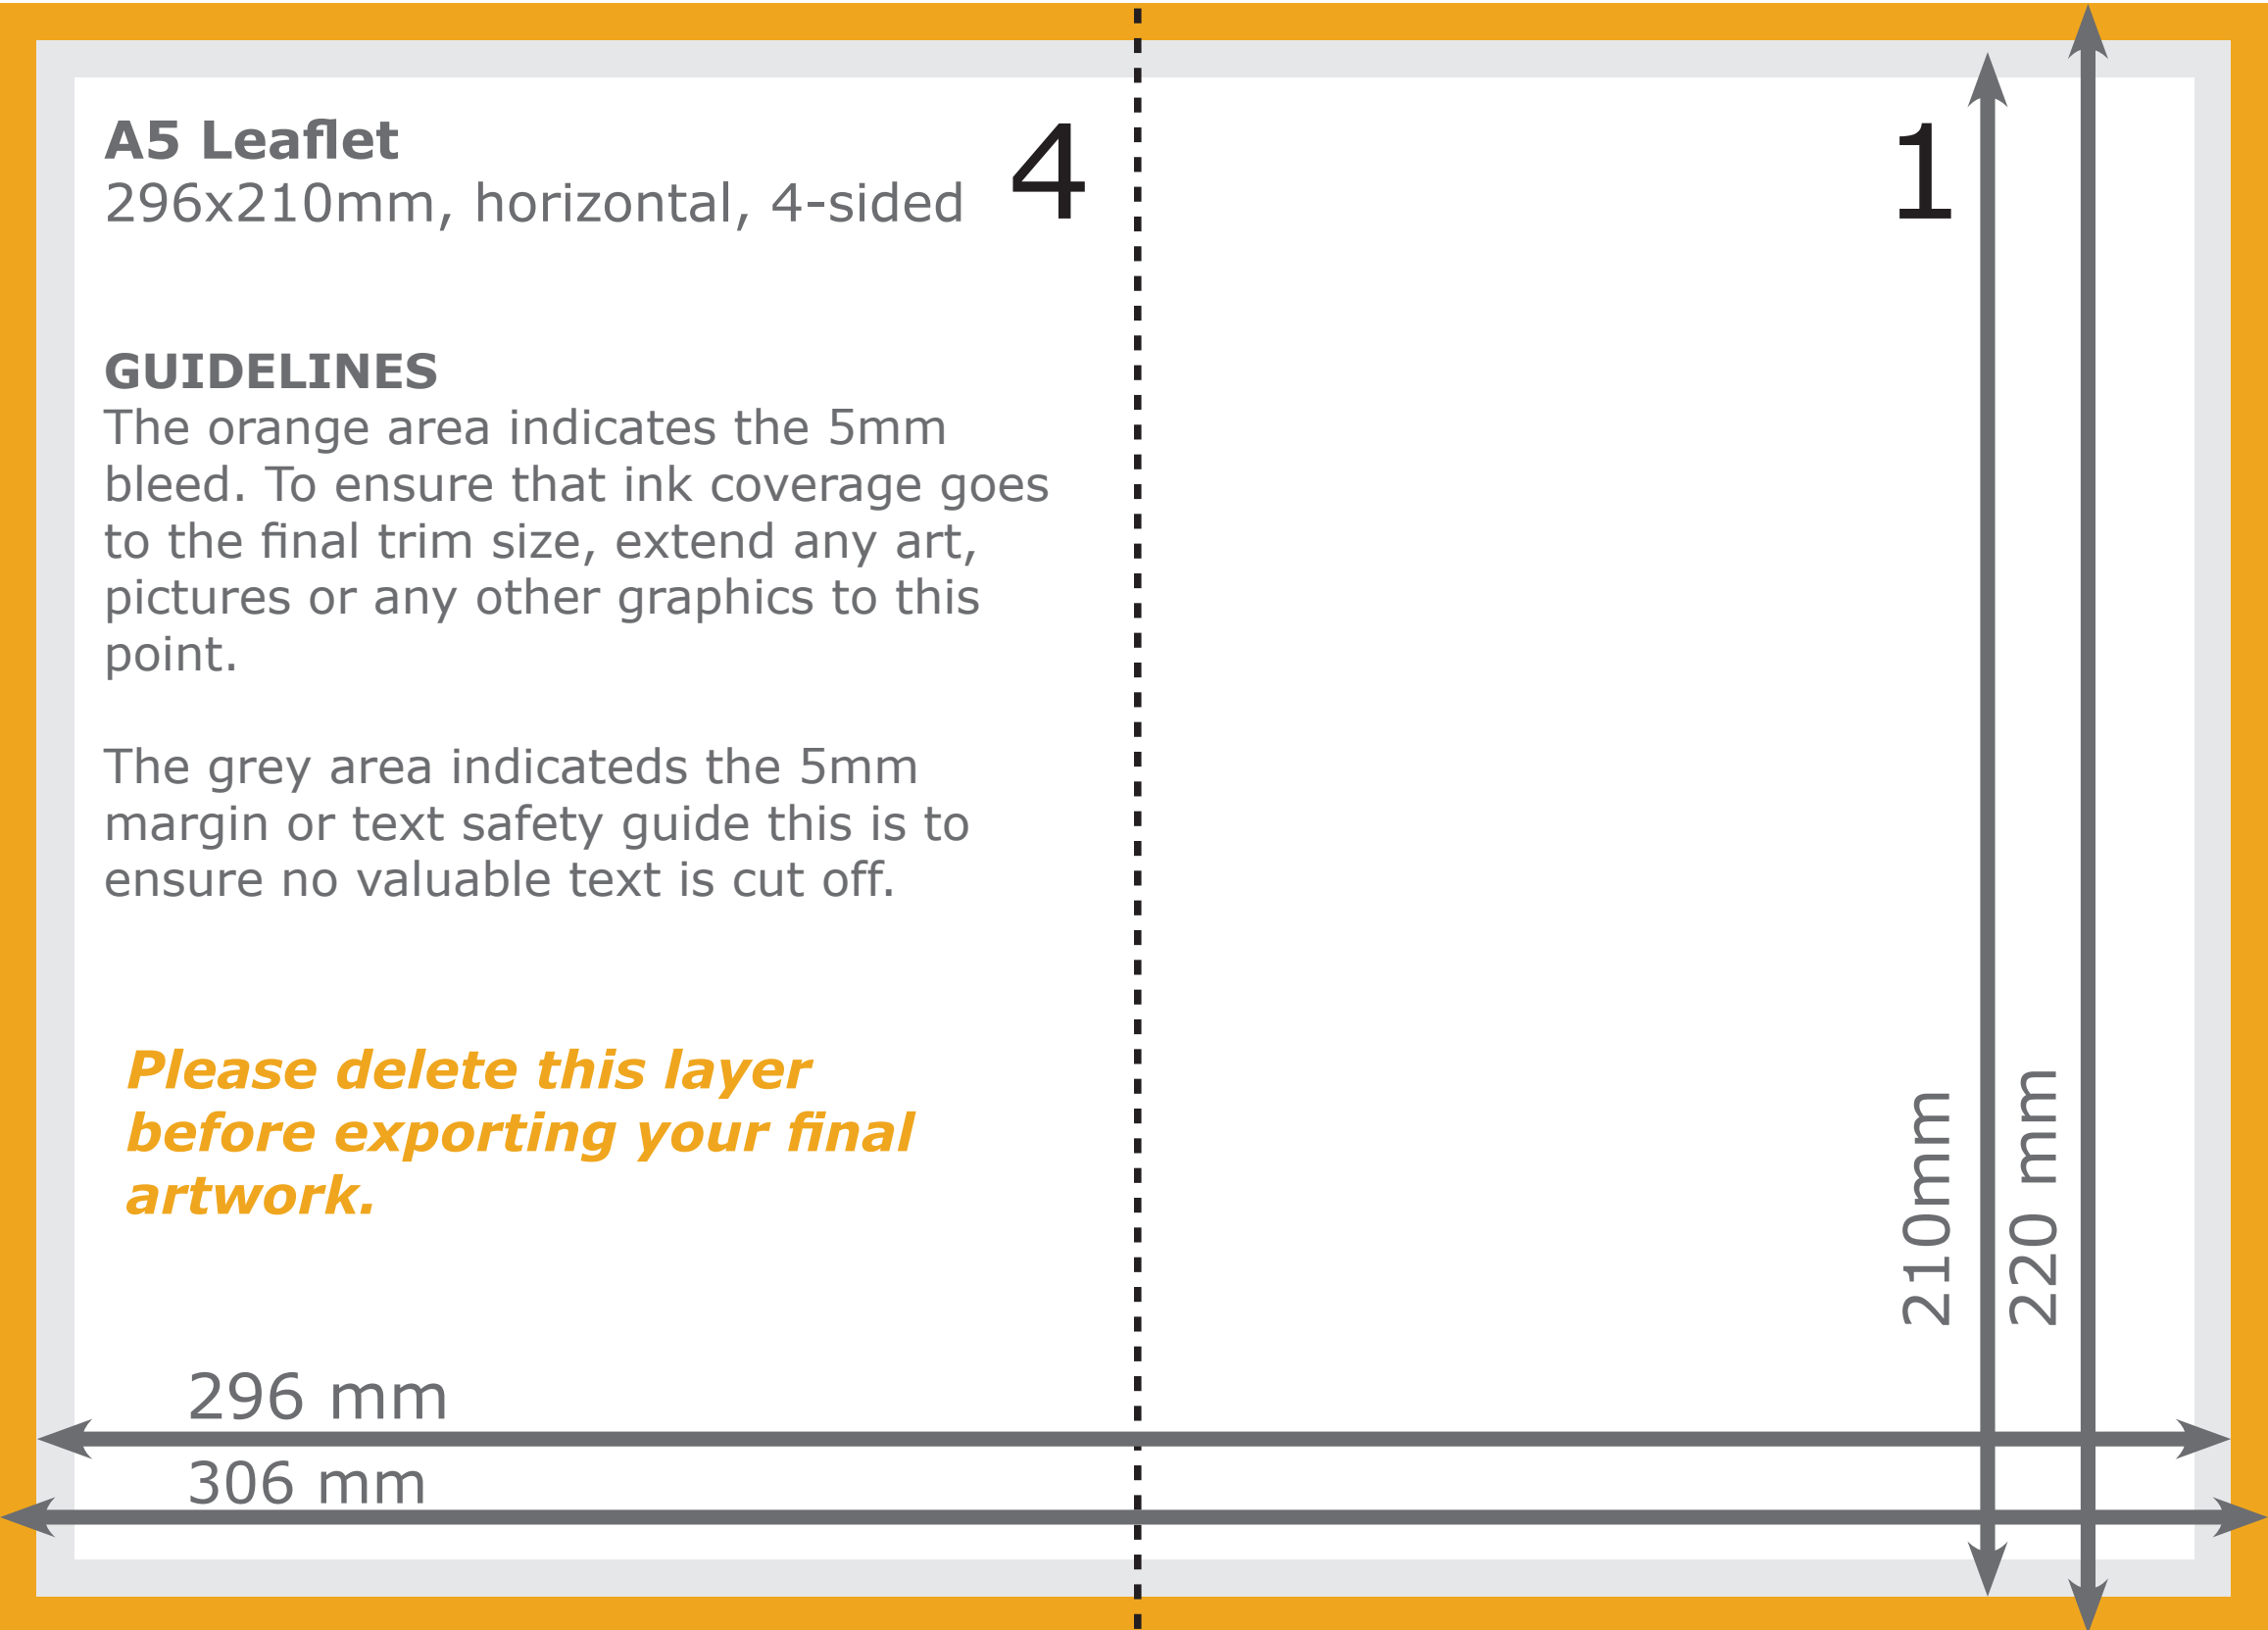 A5 Leaflet
296x210mm, horizontal, 4-sided
4
1
GUIDELINES
The orange area indicates the 5mm
bleed. To ensure that ink coverage goes
to the final trim size, extend any art,
pictures or any other graphics to this
point.
The grey area indicateds the 5mm
margin or text safety guide this is to
ensure no valuable text is cut off.
Please delete this layer
before exporting your final
artwork.
210mm
220 mm
296 mm
306 mm